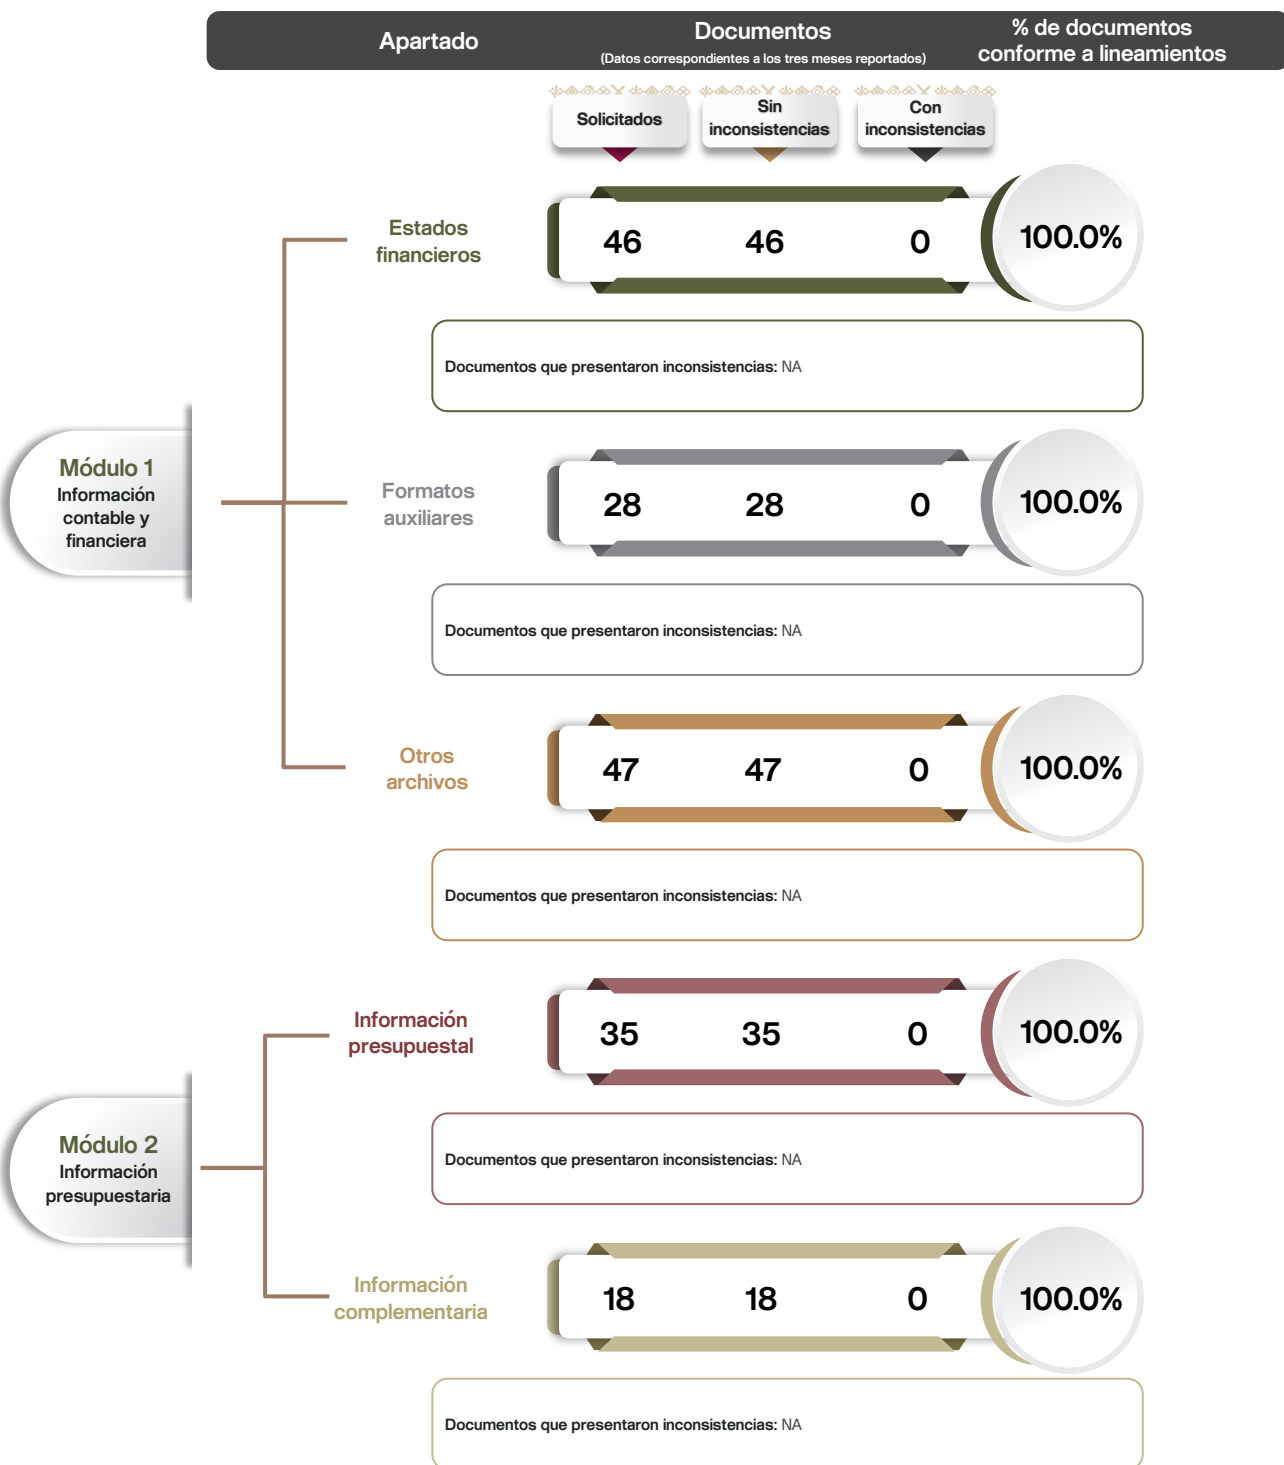 Apartado
Documentos
(Datos correspondientes a los tres meses reportados)
% de documentos
conforme a lineamientos
Solicitados
Sin
inconsistencias
Con
inconsistencias
Módulo 1
Información
contable y
financiera
Estados
financieros
46 46 0 100.0%
Documentos que presentaron inconsistencias: NA
Formatos
auxiliares
28 28 0 100.0%
Documentos que presentaron inconsistencias: NA
Otros
archivos
47 47 0 100.0%
Documentos que presentaron inconsistencias: NA
Módulo 2
Información
presupuestaria
Información
presupuestal
35 35 0 100.0%
Documentos que presentaron inconsistencias: NA
Información
complementaria
18 18 0 100.0%
Documentos que presentaron inconsistencias: NA